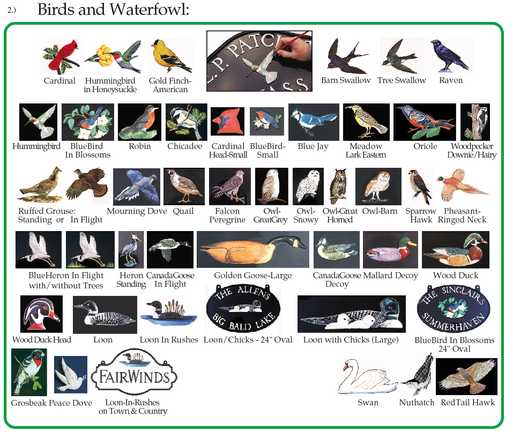 2.) Birds and Waterfowl:
L.P. PATCH
Cardinal
Hummingbird
in Honeysuckle
Gold Finch-
American
Barn Swallow
Tree Swallow
Raven
Hummingbird
BlueBird
In Blossoms
Robin
Chicadee
Cardinal
Head-Small
BlueBird-
Small
Blue Jay
Meadow
Lark Eastern
Oriole
Woodpecker
Downie/Hairy
Ruffed Grouse:
Standing or In Flight
Mourning Dove
Quail
Falcon
Peregrine
Owl-
GreatGrey
Owl-
Snowy
Owl-Great
Horned
Owl-Barn
Sparrow
Hawk
Pheasant-
Ringed Neck
BlueHeron In Flight
with/without Trees
Heron
Standing
CanadaGoose
In Flight
Golden Goose-Large
CanadaGoose
Decoy
Mallard Decoy
Wood Duck
THE ALLENS
BIG BALD LAKE
THE SINCLAIRS
SUMMERHAVEN
Wood Duck Head
Loon
Loon In Rushes
Loon/Chicks - 24" Oval
Loon with Chicks (Large)
BlueBird In Blossoms
24" Oval
FAIRWINDS
Grosbeak
Peace Dove
Loon-In-Rushes
on Town & Country
Swan
Nuthatch
RedTail Hawk